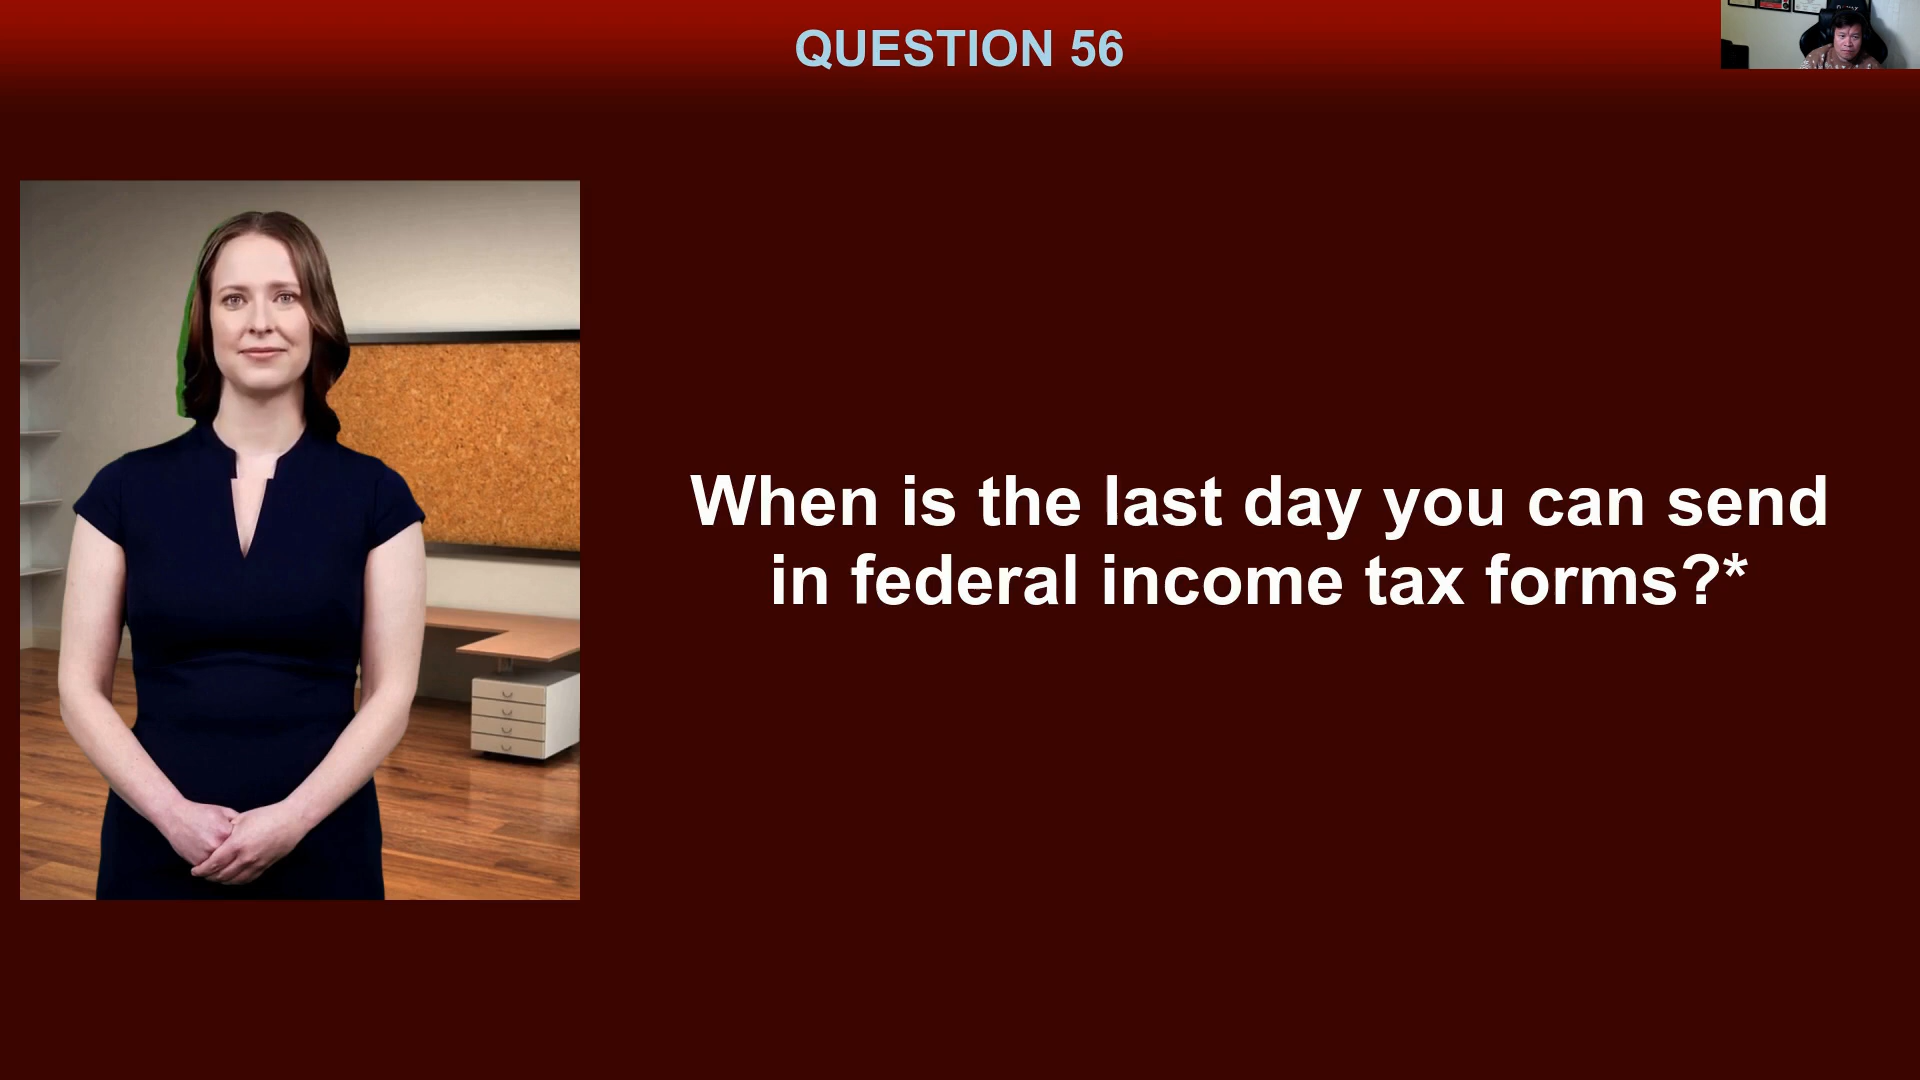 QUESTION 56
When is the last day you can send
in federal income tax forms?*